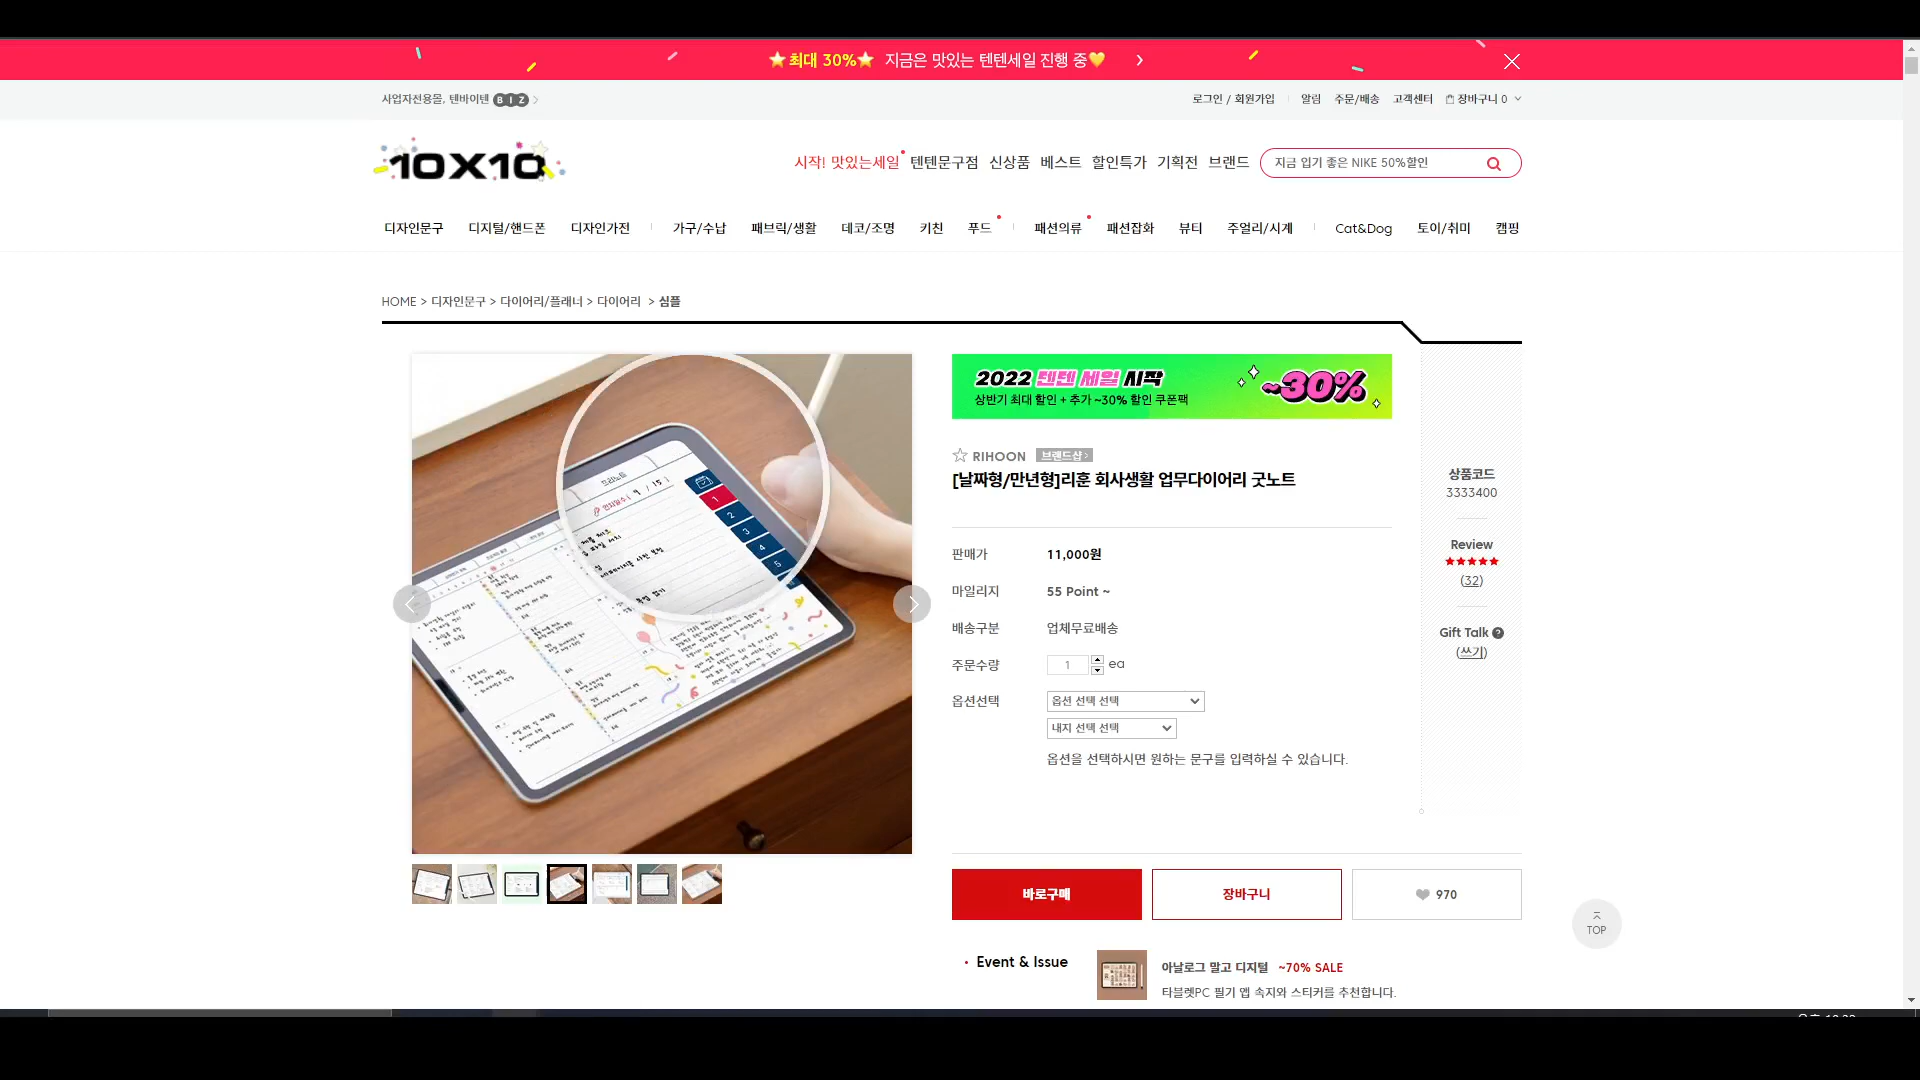 최대 30% 지금은 맛있는 텐텐세일 진행 중
사업자전용몰, 텐바이텐 BIZ
로그인 / 회원가입 알림 주문/배송 고객센터 장바구니 0
10X10
시작! 맛있는세일 텐텐문구점 신상품 베스트 할인특가 기획전 브랜드
지금 입기 좋은 NIKE 50%할인
디자인문구 디지털/핸드폰 디자인가전 가구/수납 패브릭/생활 데코/조명 키친 푸드 패션의류 패션잡화 뷰티 주얼리/시계 Cat&Dog 토이/취미 캠핑
HOME > 디자인문구 > 다이어리/플래너 > 다이어리 > 심플
2022 텐텐 세일 시작
상반기 최대 할인 + 추가 ~30% 할인 쿠폰팩
~30%
RIHOON 브랜드샵
[날짜형/만년형]리훈 회사생활 업무다이어리 굿노트
판매가 11,000원
마일리지 55 Point ~
배송구분 업체무료배송
주문수량 1 ea
옵션선택 옵션 선택 선택
내지 선택 선택
옵션을 선택하시면 원하는 문구를 입력하실 수 있습니다.
상품코드
3333400
Review
(32)
Gift Talk ?
(쓰기)
프리노트
1
2
3
4
5
바로구매
장바구니
970
TOP
Event & Issue
아날로그 말고 디지털 ~70% SALE
타블렛PC 필기 앱 속지와 스티커를 추천합니다.